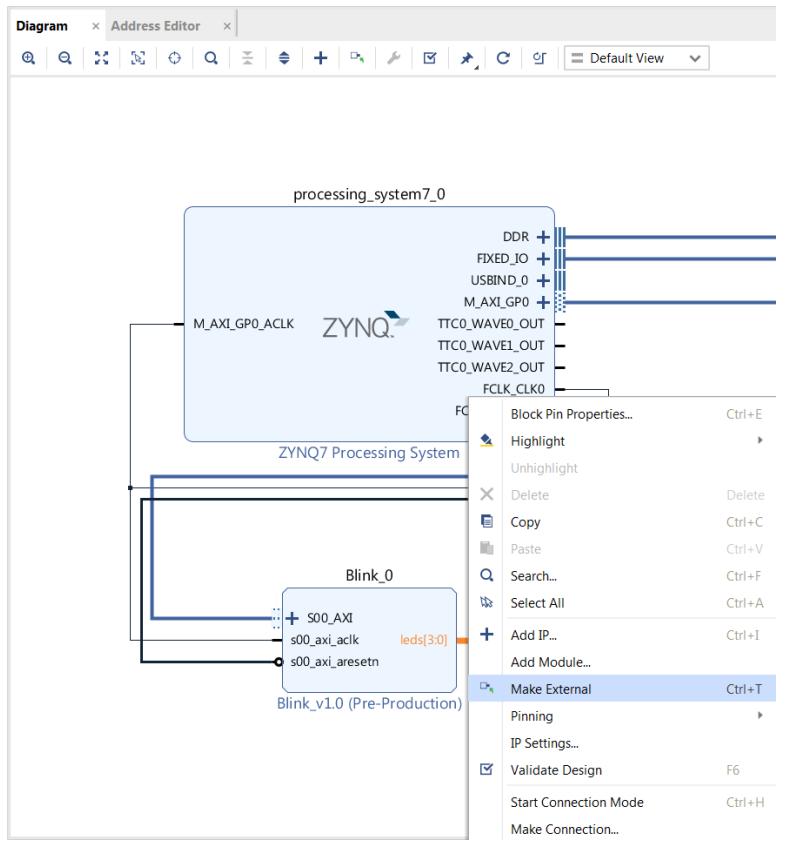 Diagram × Address Editor ×
Default View
processing_system7_0
DDR
FIXED_IO
USBIND_0
M_AXI_GP0
M_AXI_GP0_ACLK
ZYNQ
TTC0_WAVE0_OUT
TTC0_WAVE1_OUT
TTC0_WAVE2_OUT
FCLK_CLK0
FC
ZYNQ7 Processing System
Blink_0
S00_AXI
s00_axi_aclk
leds[3:0]
s00_axi_aresetn
Blink_v1.0 (Pre-Production)
Block Pin Properties... Ctrl+E
Highlight
Unhighlight
Delete Delete
Copy Ctrl+C
Paste Ctrl+V
Search... Ctrl+F
Select All Ctrl+A
Add IP... Ctrl+I
Add Module...
Make External Ctrl+T
Pinning
IP Settings...
Validate Design F6
Start Connection Mode Ctrl+H
Make Connection...